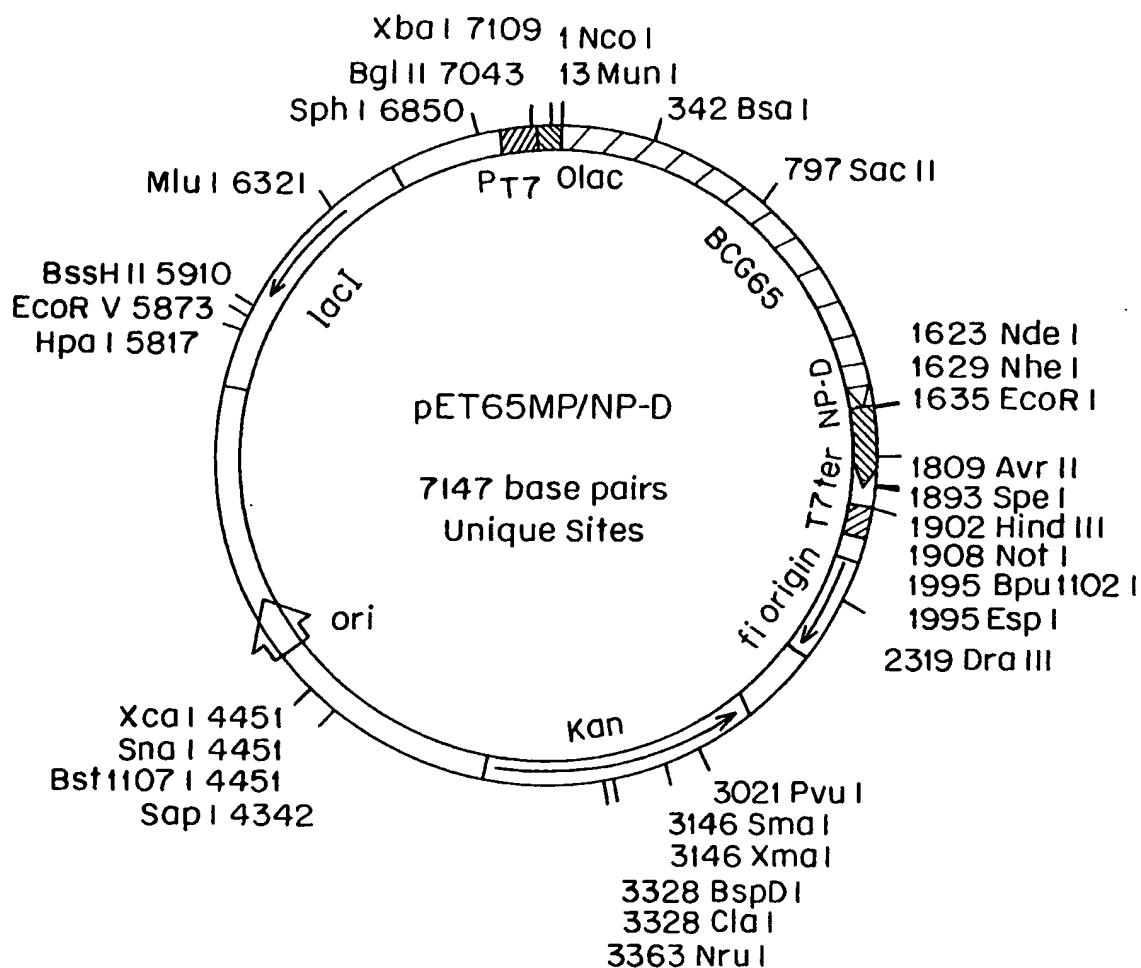 Xba I 7109
1 Nco I
Bgl II 7043
13 Mun I
Sph I 6850
342 Bsa I
Mlu I 6321
PT7
Olac
797 Sac II
BCG65
BssH II 5910
EcoR V 5873
Hpa I 5817
lacI
1623 Nde I
1629 Nhe I
1635 EcoR I
NP-D
pET65MP/NP-D
7147 base pairs
Unique Sites
1809 Avr II
1893 Spe I
1902 Hind III
1908 Not I
1995 Bpu1102 I
1995 Esp I
2319 Dra III
T7 ter
fi origin
ori
Kan
Xca I 4451
Sna I 4451
Bst1107 I 4451
Sap I 4342
3021 Pvu I
3146 Sma I
3146 Xma I
3328 BspD I
3328 Cla I
3363 Nru I